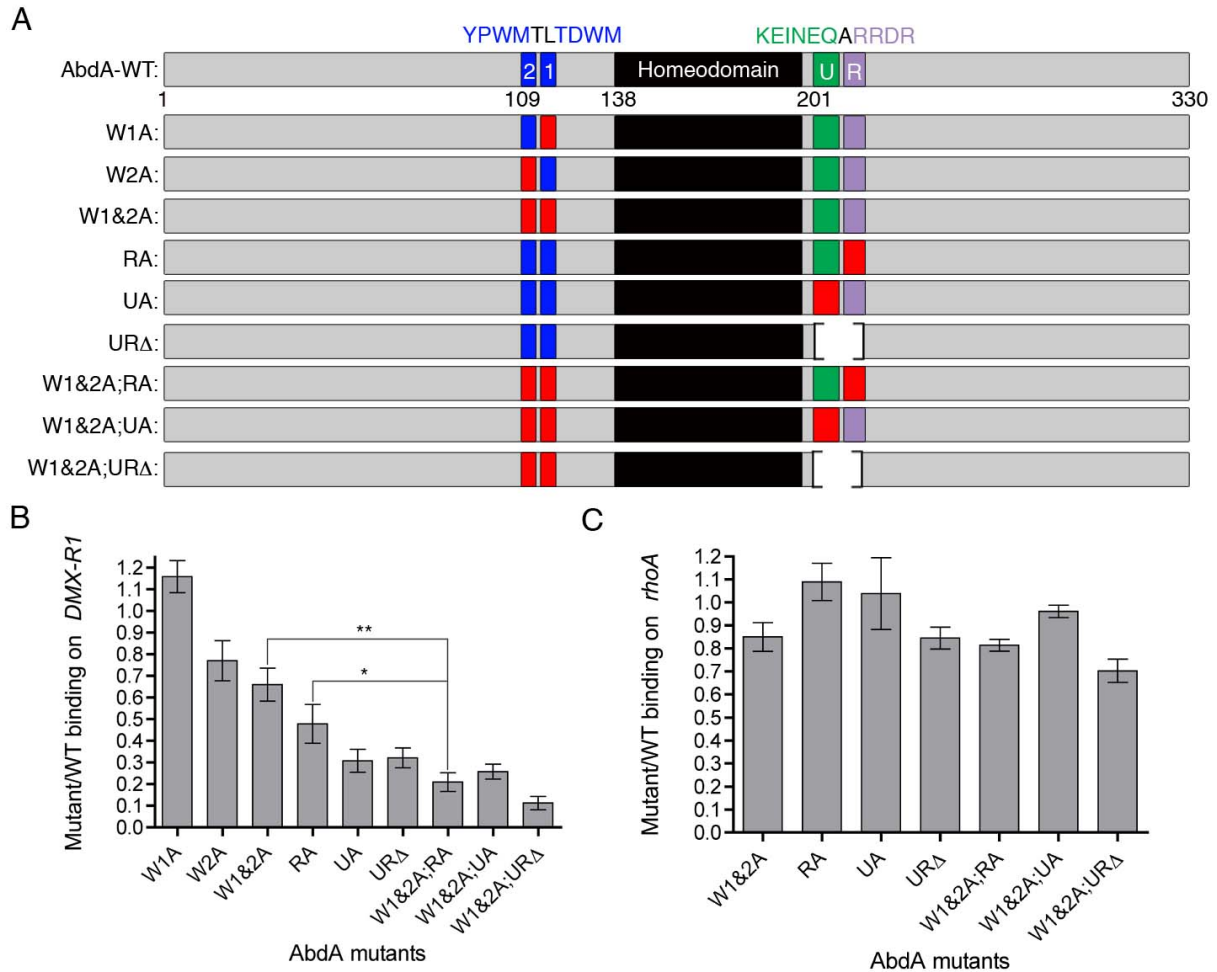 A
YPWMTLTDWM KEINEQARRDR
AbdA-WT: 2 1 Homeodomain U R
1 109 138 201 330
W1A:
W2A:
W1&2A:
RA:
UA:
URΔ:
W1&2A;RA:
W1&2A;UA:
W1&2A;URΔ:
B
Mutant/WT binding on DMX-R1
1.2
1.1
1.0
0.9
0.8
0.7
0.6
0.5
0.4
0.3
0.2
0.1
0.0
**
*
W1A W2A W1&2A RA UA URΔ W1&2A;RA W1&2A;UA W1&2A;URΔ
AbdA mutants
C
Mutant/WT binding on rhoA
1.2
1.1
1.0
0.9
0.8
0.7
0.6
0.5
0.4
0.3
0.2
0.1
0.0
W1&2A RA UA URΔ W1&2A;RA W1&2A;UA W1&2A;URΔ
AbdA mutants